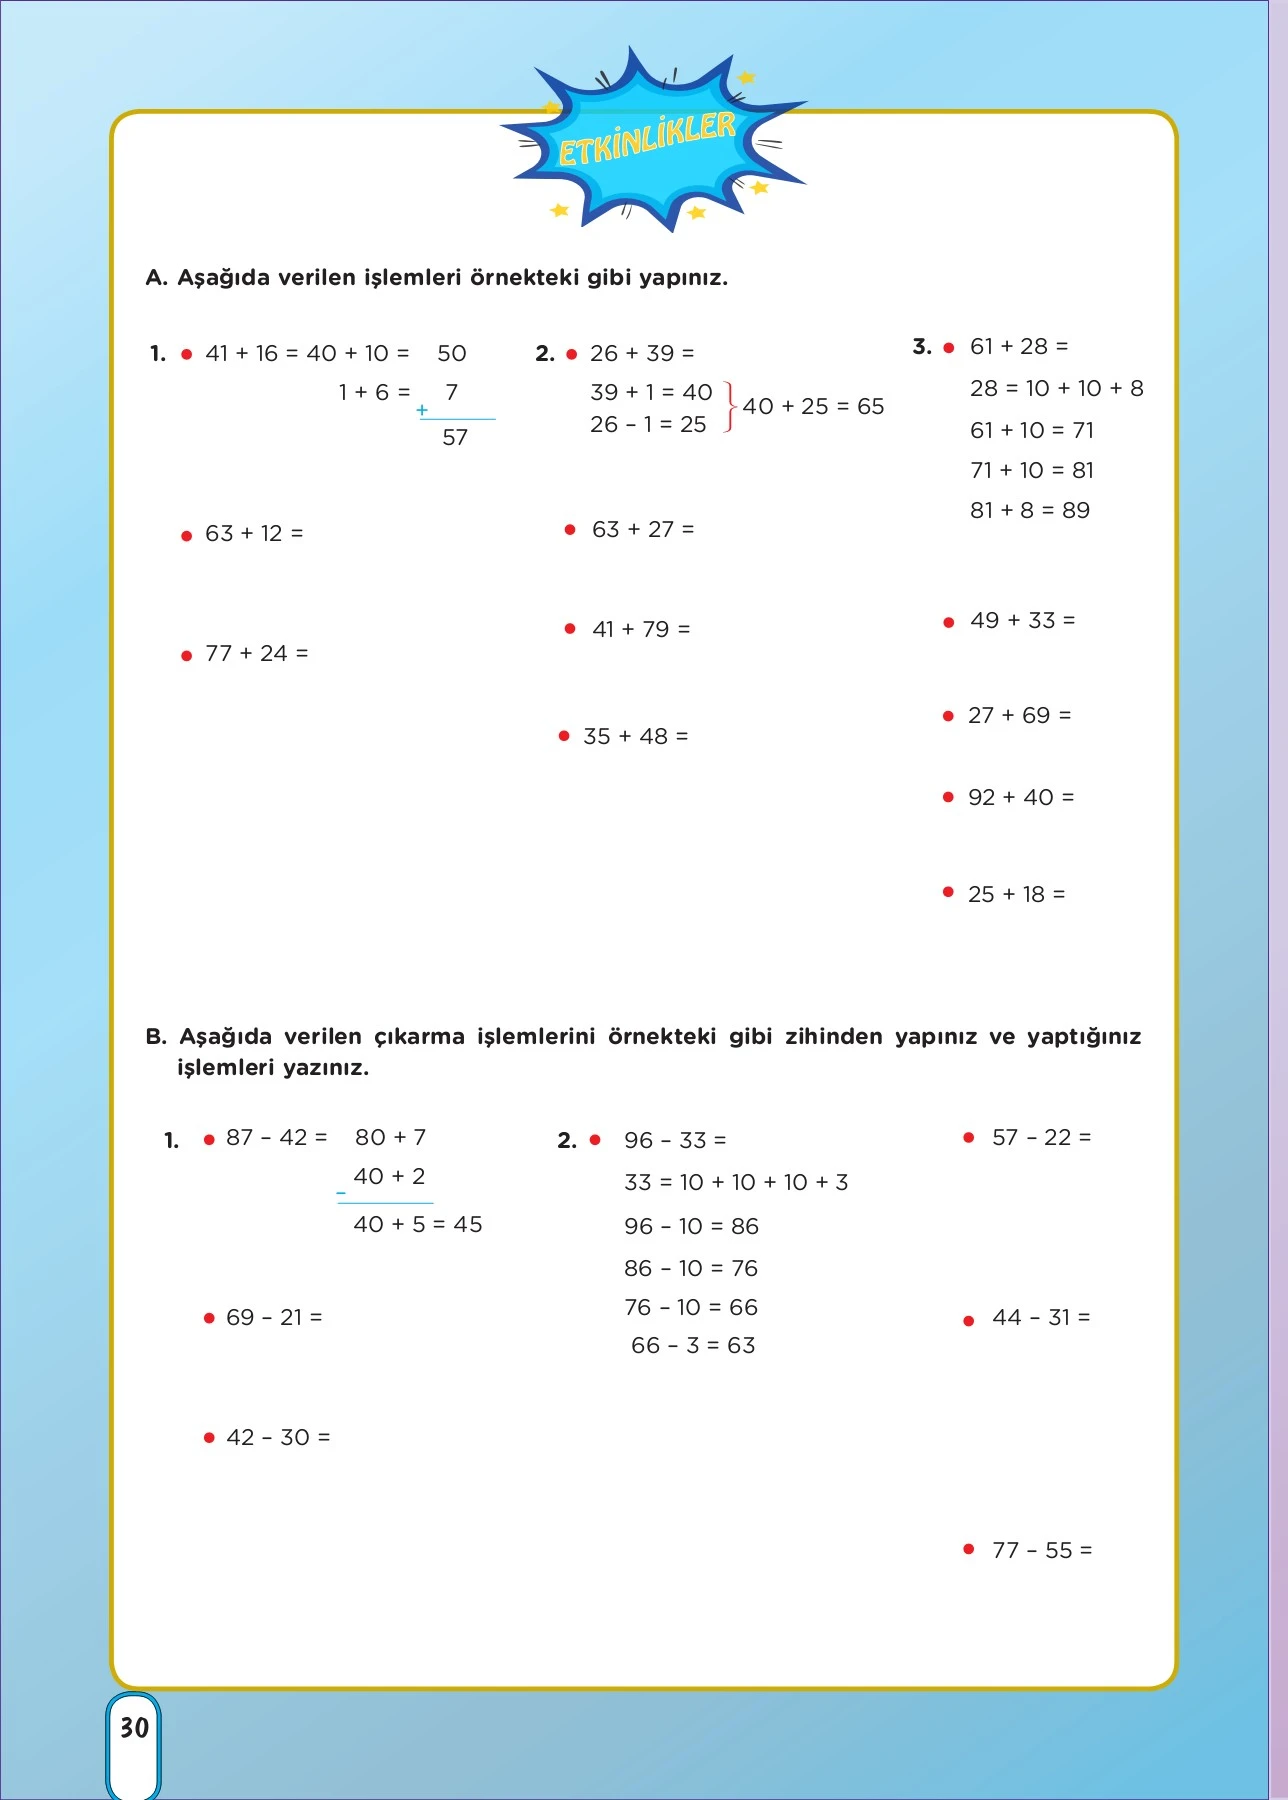 ETKİNLİKLER
A. Aşağıda verilen işlemleri örnekteki gibi yapınız.
1. • 41 + 16 = 40 + 10 = 50
1 + 6 = 7
+
57
• 63 + 12 =
• 77 + 24 =
2. • 26 + 39 =
39 + 1 = 40
26 – 1 = 25
} 40 + 25 = 65
• 63 + 27 =
• 41 + 79 =
• 35 + 48 =
3. • 61 + 28 =
28 = 10 + 10 + 8
61 + 10 = 71
71 + 10 = 81
81 + 8 = 89
• 49 + 33 =
• 27 + 69 =
• 92 + 40 =
• 25 + 18 =
B. Aşağıda verilen çıkarma işlemlerini örnekteki gibi zihinden yapınız ve yaptığınız
işlemleri yazınız.
1. • 87 – 42 = 80 + 7
40 + 2
–
40 + 5 = 45
• 69 – 21 =
• 42 – 30 =
2. • 96 – 33 =
33 = 10 + 10 + 10 + 3
96 – 10 = 86
86 – 10 = 76
76 – 10 = 66
66 – 3 = 63
• 57 – 22 =
• 44 – 31 =
• 77 – 55 =
30